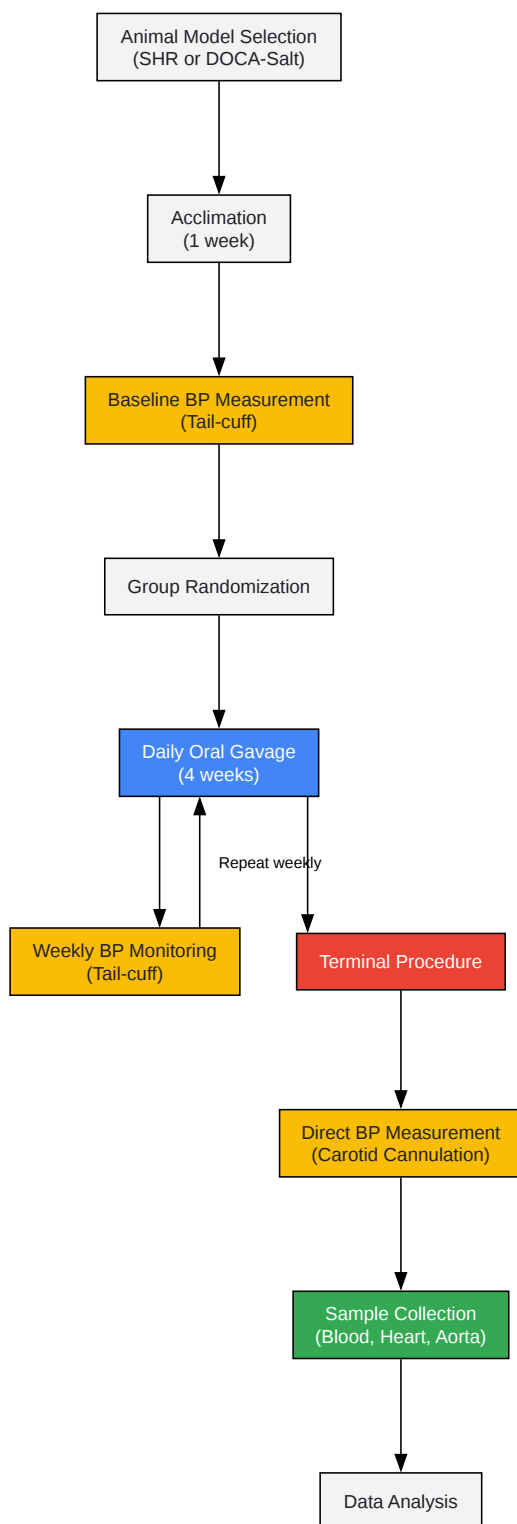 Animal Model Selection
(SHR or DOCA-Salt)
Acclimation
(1 week)
Baseline BP Measurement
(Tail-cuff)
Group Randomization
Daily Oral Gavage
(4 weeks)
Repeat weekly
Weekly BP Monitoring
(Tail-cuff)
Terminal Procedure
Direct BP Measurement
(Carotid Cannulation)
Sample Collection
(Blood, Heart, Aorta)
Data Analysis